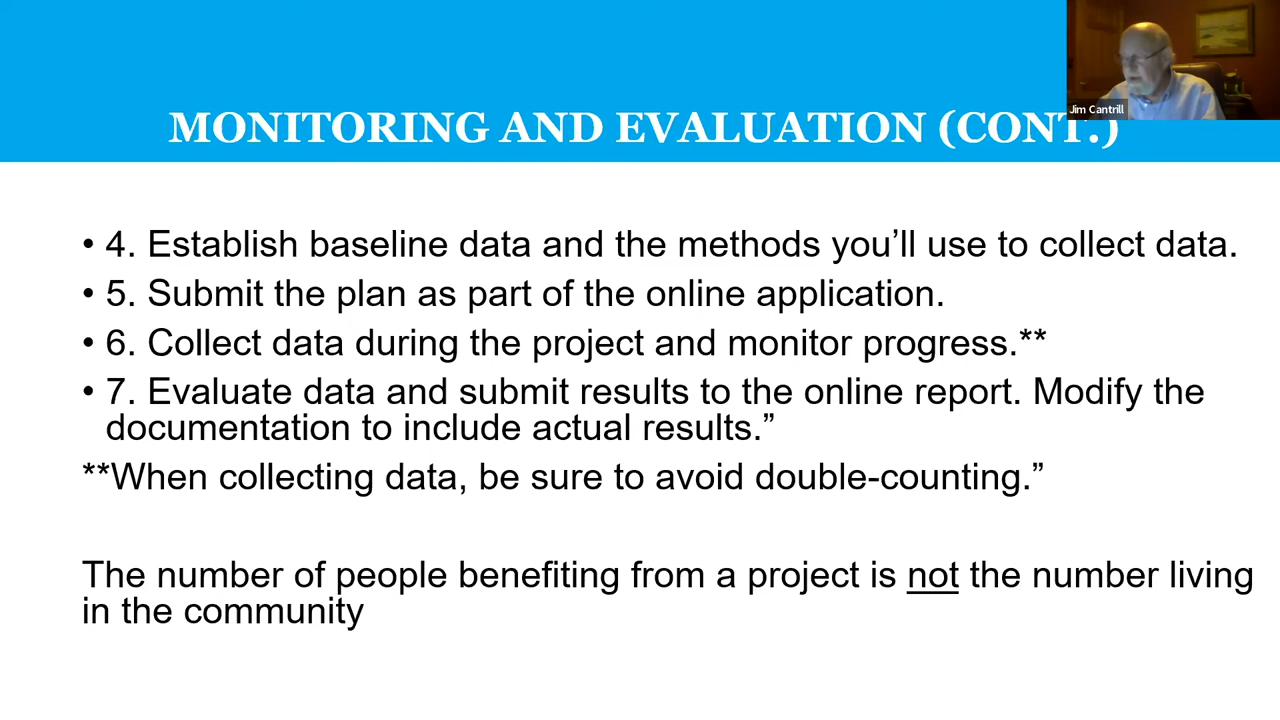 Jim Cantrill
MONITORING AND EVALUATION (CONT.)
• 4. Establish baseline data and the methods you’ll use to collect data.
• 5. Submit the plan as part of the online application.
• 6. Collect data during the project and monitor progress.**
• 7. Evaluate data and submit results to the online report. Modify the
documentation to include actual results.”
**When collecting data, be sure to avoid double-counting.”
The number of people benefiting from a project is not the number living
in the community